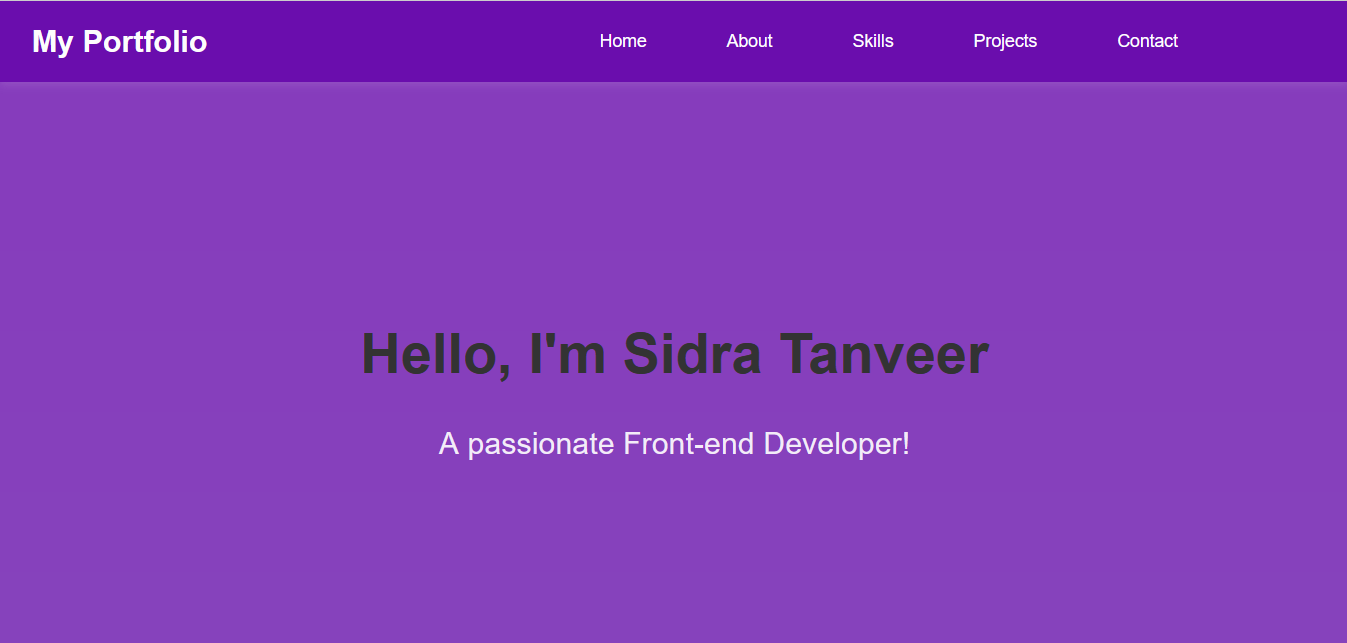 My Portfolio Home About Skills Projects Contact
Hello, I'm Sidra Tanveer
A passionate Front-end Developer!